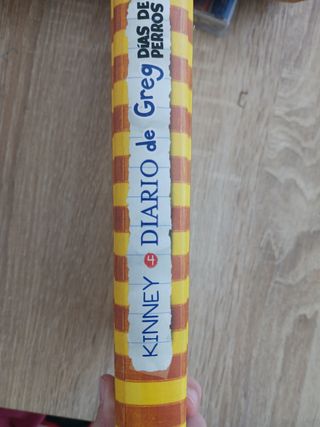 KINNEY 4 DIARIO de Greg
DÍAS DE
PERROS